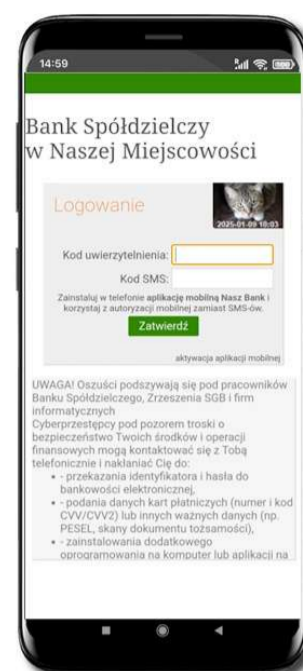 14:59
Bank Spółdzielczy
w Naszej Miejscowości
Logowanie
2025-01-09 10:03
Kod uwierzytelnienia:
Kod SMS:
Zainstaluj w telefonie aplikację mobilną Nasz Bank i
korzystaj z autoryzacji mobilnej zamiast SMS-ów.
Zatwierdź
aktywacja aplikacji mobilnej
UWAGA! Oszuści podszywają się pod pracowników
Banku Spółdzielczego, Zrzeszenia SGB i firm
informatycznych
Cyberprzestępcy pod pozorem troski o
bezpieczeństwo Twoich środków i operacji
finansowych mogą kontaktować się z Tobą
telefonicznie i nakłaniać Cię do:
• - przekazania identyfikatora i hasła do
bankowości elektronicznej,
• - podania danych kart płatniczych (numer i kod
CVV/CVV2) lub innych ważnych danych (np.
PESEL, skany dokumentu tożsamości),
• - zainstalowania dodatkowego
oprogramowania na komputer lub aplikacji na